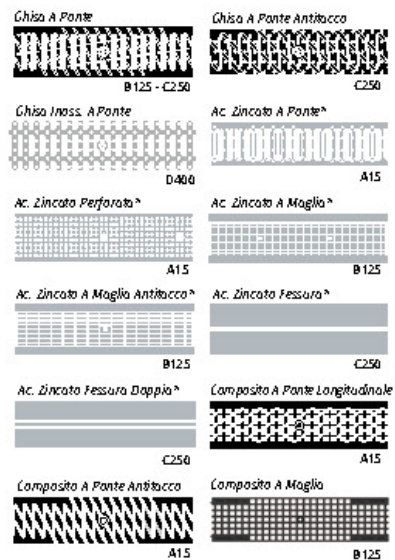 Ghisa A Ponte
Ghisa A Ponte Antitacco
B125 - C250
C250
Ghisa Inoss. A Ponte
Ac. Zincato A Ponte*
D400
A15
Ac. Zincato Perforata*
Ac. Zincato A Maglia*
A15
B125
Ac. Zincato A Maglia Antitacco*
Ac. Zincato Fessura*
B125
C250
Ac. Zincato Fessura Doppia*
Composito A Ponte Longitudinale
C250
A15
Composito A Ponte Antitacco
Composito A Maglia
A15
B125